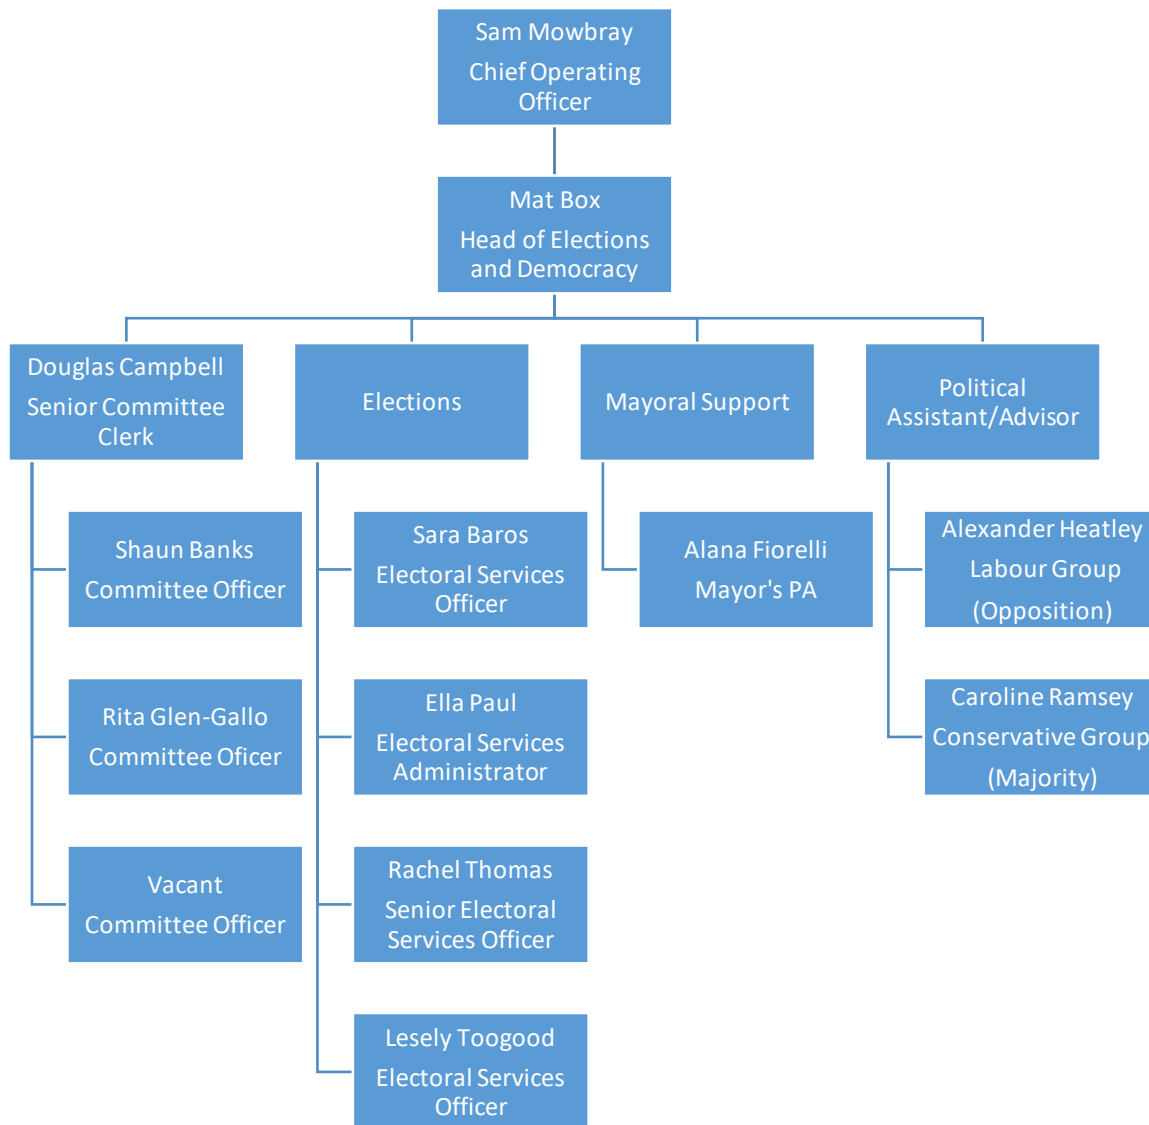 Sam Mowbray
Chief Operating
Officer
Mat Box
Head of Elections
and Democracy
Douglas Campbell
Senior Committee
Clerk
Elections
Mayoral Support
Political
Assistant/Advisor
Shaun Banks
Committee Officer
Sara Baros
Electoral Services
Officer
Alana Fiorelli
Mayor's PA
Alexander Heatley
Labour Group
(Opposition)
Rita Glen-Gallo
Committee Oficer
Ella Paul
Electoral Services
Administrator
Caroline Ramsey
Conservative Group
(Majority)
Vacant
Committee Officer
Rachel Thomas
Senior Electoral
Services Officer
Lesely Toogood
Electoral Services
Officer